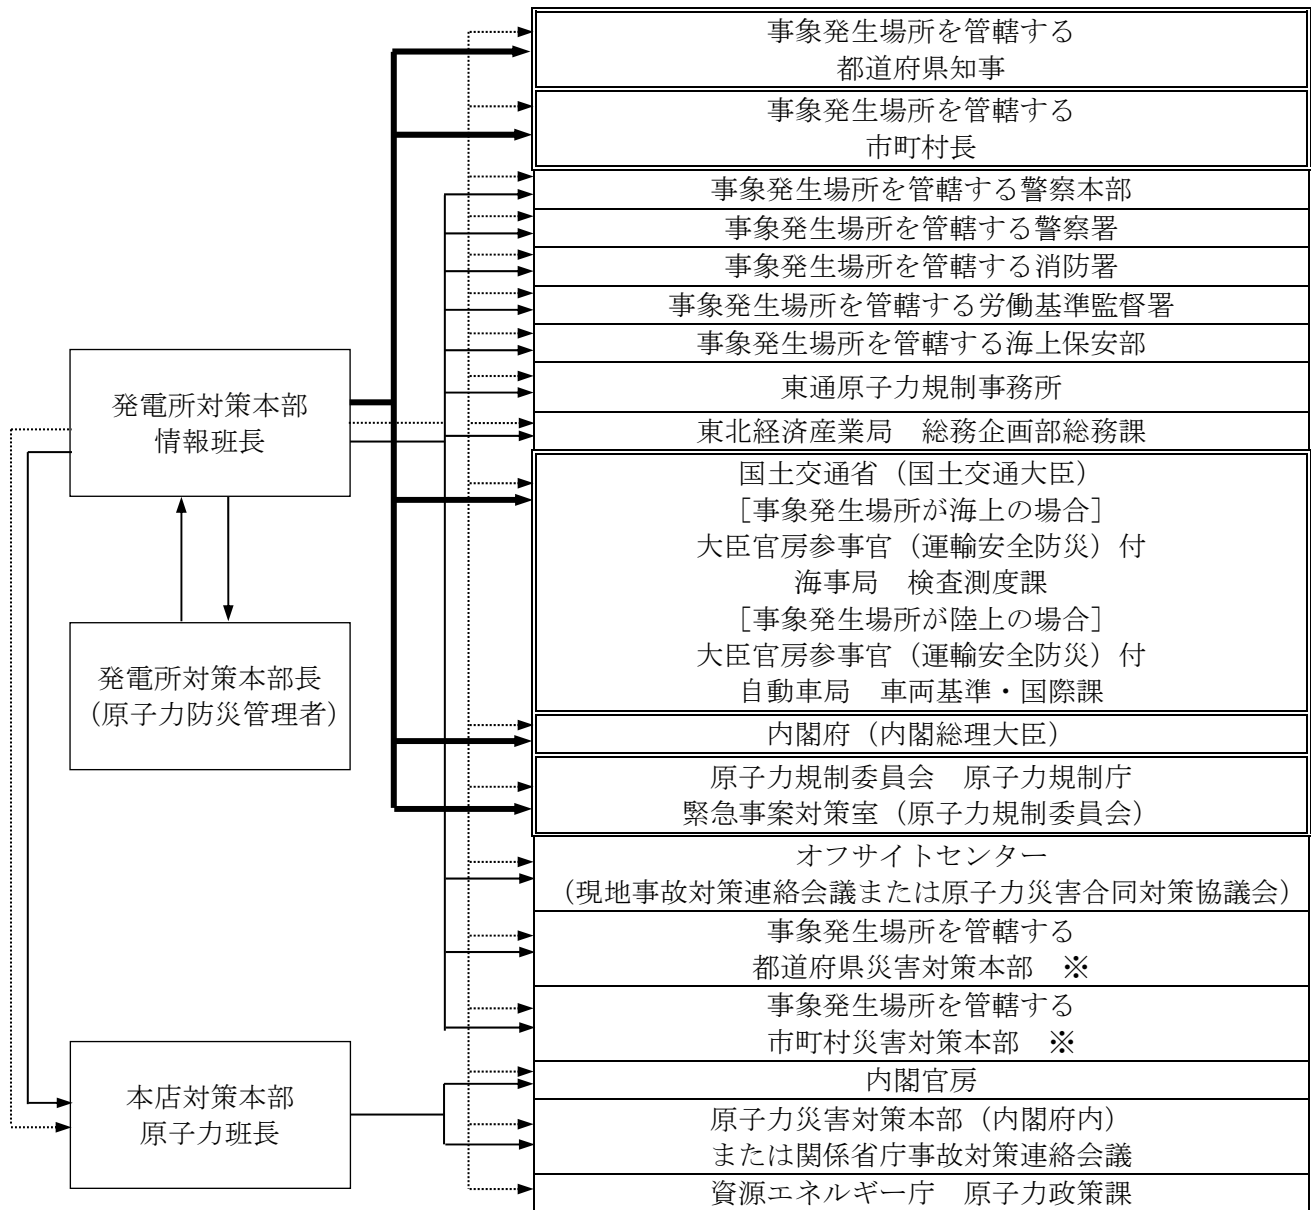 事象発生場所を管轄する
都道府県知事
事象発生場所を管轄する
市町村長
事象発生場所を管轄する警察本部
事象発生場所を管轄する警察署
事象発生場所を管轄する消防署
事象発生場所を管轄する労働基準監督署
事象発生場所を管轄する海上保安部
東通原子力規制事務所
東北経済産業局　総務企画部総務課
国土交通省（国土交通大臣）
［事象発生場所が海上の場合］
大臣官房参事官（運輸安全防災）付
海事局　検査測度課
［事象発生場所が陸上の場合］
大臣官房参事官（運輸安全防災）付
自動車局　車両基準・国際課
内閣府（内閣総理大臣）
原子力規制委員会　原子力規制庁
緊急事案対策室（原子力規制委員会）
オフサイトセンター
（現地事故対策連絡会議または原子力災害合同対策協議会）
事象発生場所を管轄する
都道府県災害対策本部　※
事象発生場所を管轄する
市町村災害対策本部　※
内閣官房
原子力災害対策本部（内閣府内）
または関係省庁事故対策連絡会議
資源エネルギー庁　原子力政策課
発電所対策本部
情報班長
発電所対策本部長
（原子力防災管理者）
本店対策本部
原子力班長